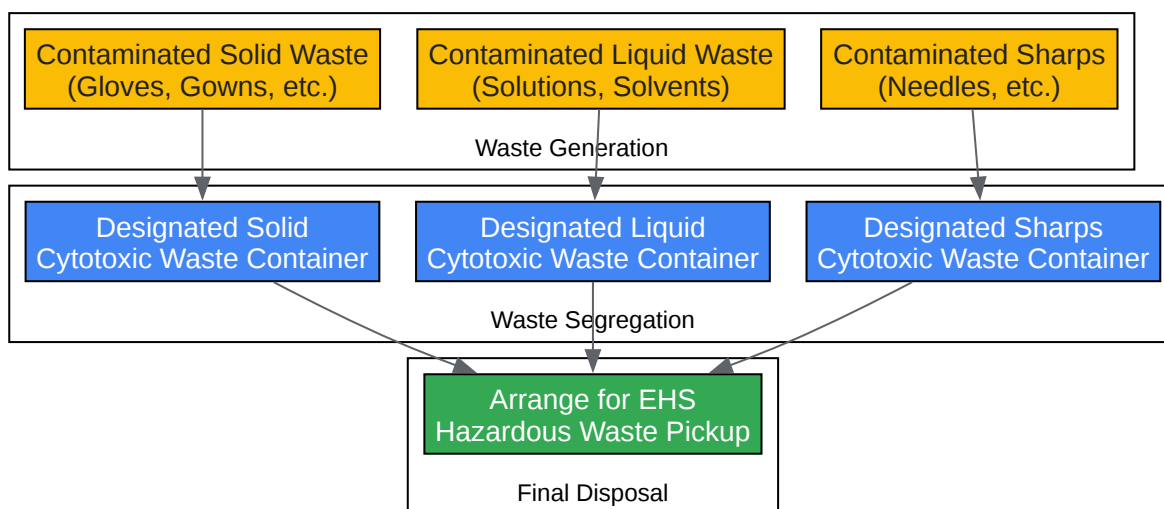 Contaminated Solid Waste
(Gloves, Gowns, etc.)
Contaminated Liquid Waste
(Solutions, Solvents)
Contaminated Sharps
(Needles, etc.)
Waste Generation
Designated Solid
Cytotoxic Waste Container
Designated Liquid
Cytotoxic Waste Container
Designated Sharps
Cytotoxic Waste Container
Waste Segregation
Arrange for EHS
Hazardous Waste Pickup
Final Disposal